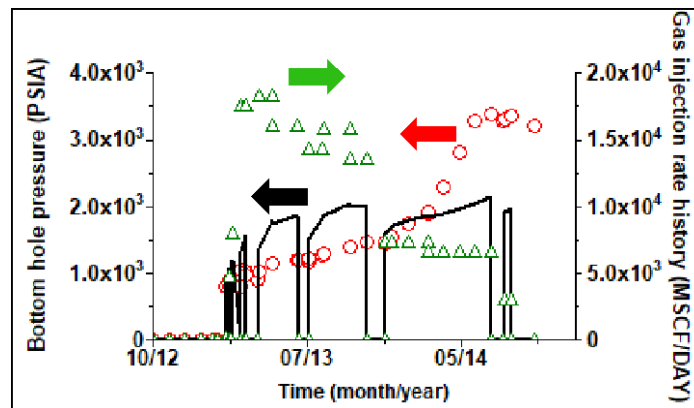 Bottom hole pressure (PSIA)
4.0x10³
3.0x10³
2.0x10³
1.0x10³
0
2.0x10⁴
1.5x10⁴
1.0x10⁴
5.0x10³
0
Gas injection rate history (MSCF/DAY)
10/12
07/13
05/14
Time (month/year)